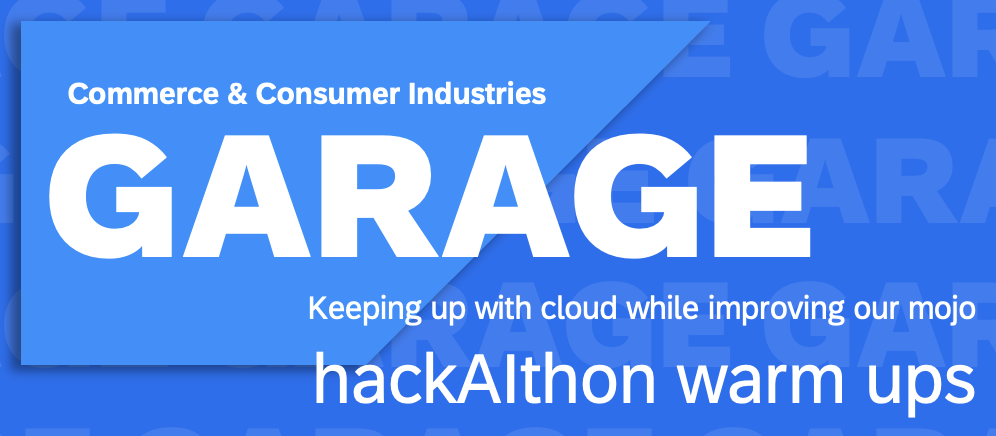 Commerce & Consumer Industries
GARAGE
Keeping up with cloud while improving our mojo
hackAIthon warm ups